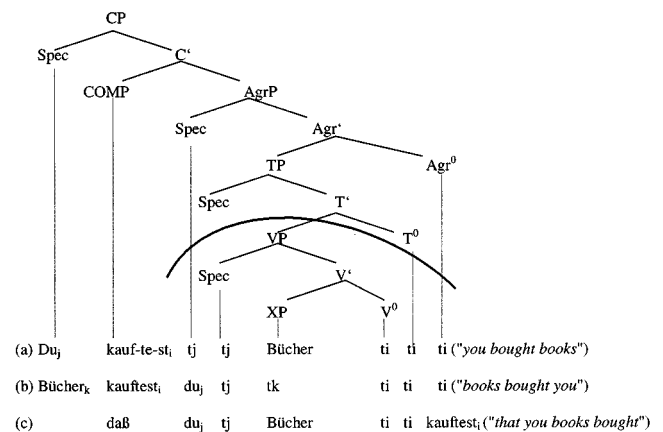 CP
Spec C‘
COMP AgrP
Spec Agr‘
TP Agr⁰
Spec T‘
VP T⁰
Spec V‘
XP V⁰
(a) Duⱼ kauf-te-stᵢ tj tj Bücher ti ti ti ("you bought books")
(b) Bücherₖ kauftestᵢ duⱼ tj tk ti ti ti ("books bought you")
(c) daß duⱼ tj Bücher ti ti kauftestᵢ ("that you books bought")